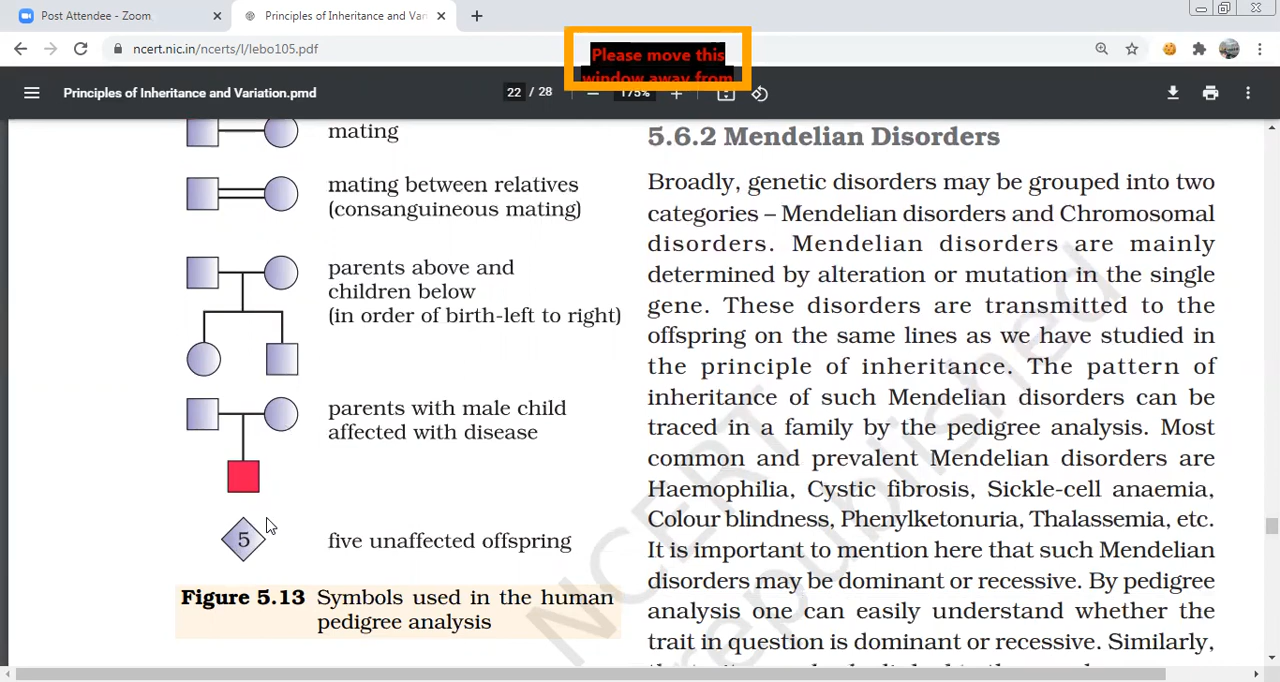 Post Attendee - Zoom
Principles of Inheritance and Var
ncert.nic.in/ncerts/l/lebo105.pdf
Please move this
window away from
Principles of Inheritance and Variation.pmd
22 / 28
175%
mating
mating between relatives
(consanguineous mating)
parents above and
children below
(in order of birth-left to right)
parents with male child
affected with disease
5
five unaffected offspring
Figure 5.13 Symbols used in the human
pedigree analysis
5.6.2 Mendelian Disorders
Broadly, genetic disorders may be grouped into two
categories – Mendelian disorders and Chromosomal
disorders. Mendelian disorders are mainly
determined by alteration or mutation in the single
gene. These disorders are transmitted to the
offspring on the same lines as we have studied in
the principle of inheritance. The pattern of
inheritance of such Mendelian disorders can be
traced in a family by the pedigree analysis. Most
common and prevalent Mendelian disorders are
Haemophilia, Cystic fibrosis, Sickle-cell anaemia,
Colour blindness, Phenylketonuria, Thalassemia, etc.
It is important to mention here that such Mendelian
disorders may be dominant or recessive. By pedigree
analysis one can easily understand whether the
trait in question is dominant or recessive. Similarly,
NCERT
republished